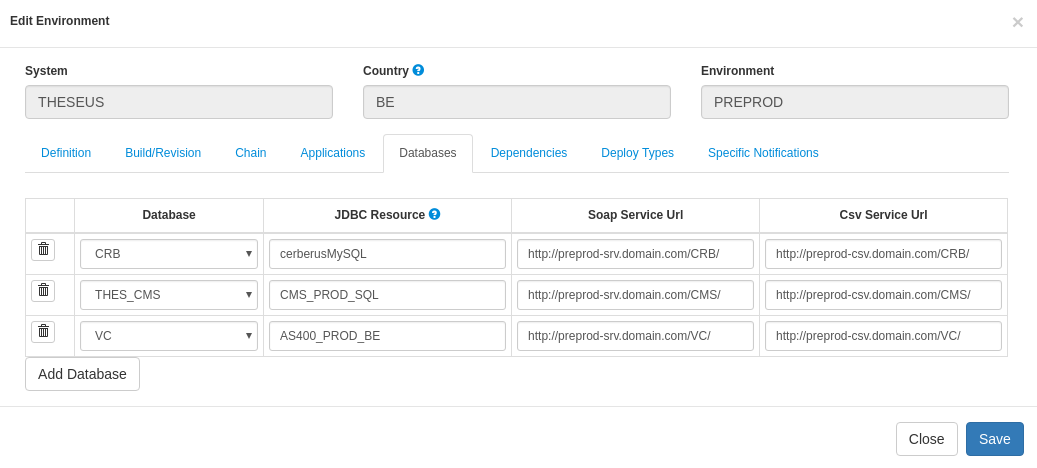 Edit Environment ×
System Country Environment
THESEUS BE PREPROD
Definition Build/Revision Chain Applications Databases Dependencies Deploy Types Specific Notifications
Database JDBC Resource Soap Service Url Csv Service Url
CRB cerberusMySQL http://preprod-srv.domain.com/CRB/ http://preprod-csv.domain.com/CRB/
THES_CMS CMS_PROD_SQL http://preprod-srv.domain.com/CMS/ http://preprod-csv.domain.com/CMS/
VC AS400_PROD_BE http://preprod-srv.domain.com/VC/ http://preprod-csv.domain.com/VC/
Add Database
Close Save